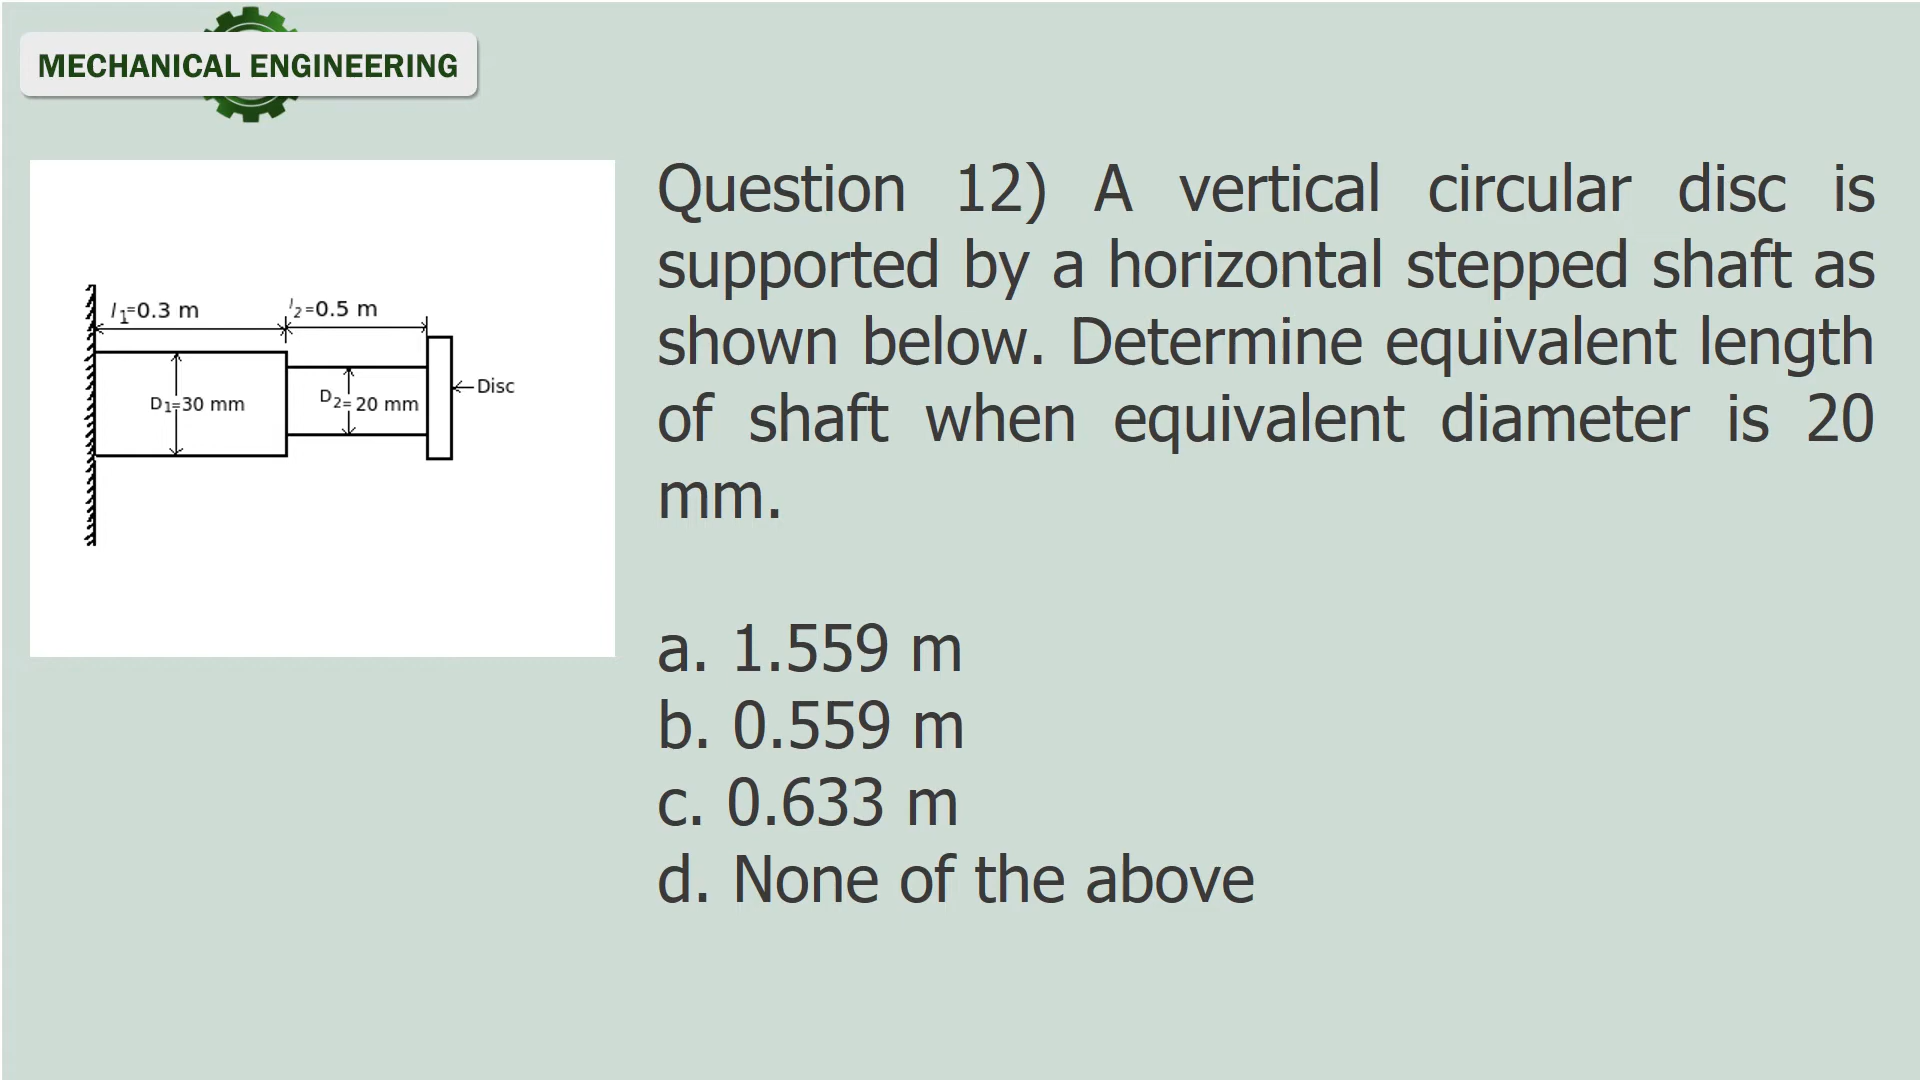 MECHANICAL ENGINEERING
l1=0.3 m
l2=0.5 m
D1=30 mm
D2= 20 mm
Disc
Question 12) A vertical circular disc is
supported by a horizontal stepped shaft as
shown below. Determine equivalent length
of shaft when equivalent diameter is 20
mm.
a. 1.559 m
b. 0.559 m
c. 0.633 m
d. None of the above